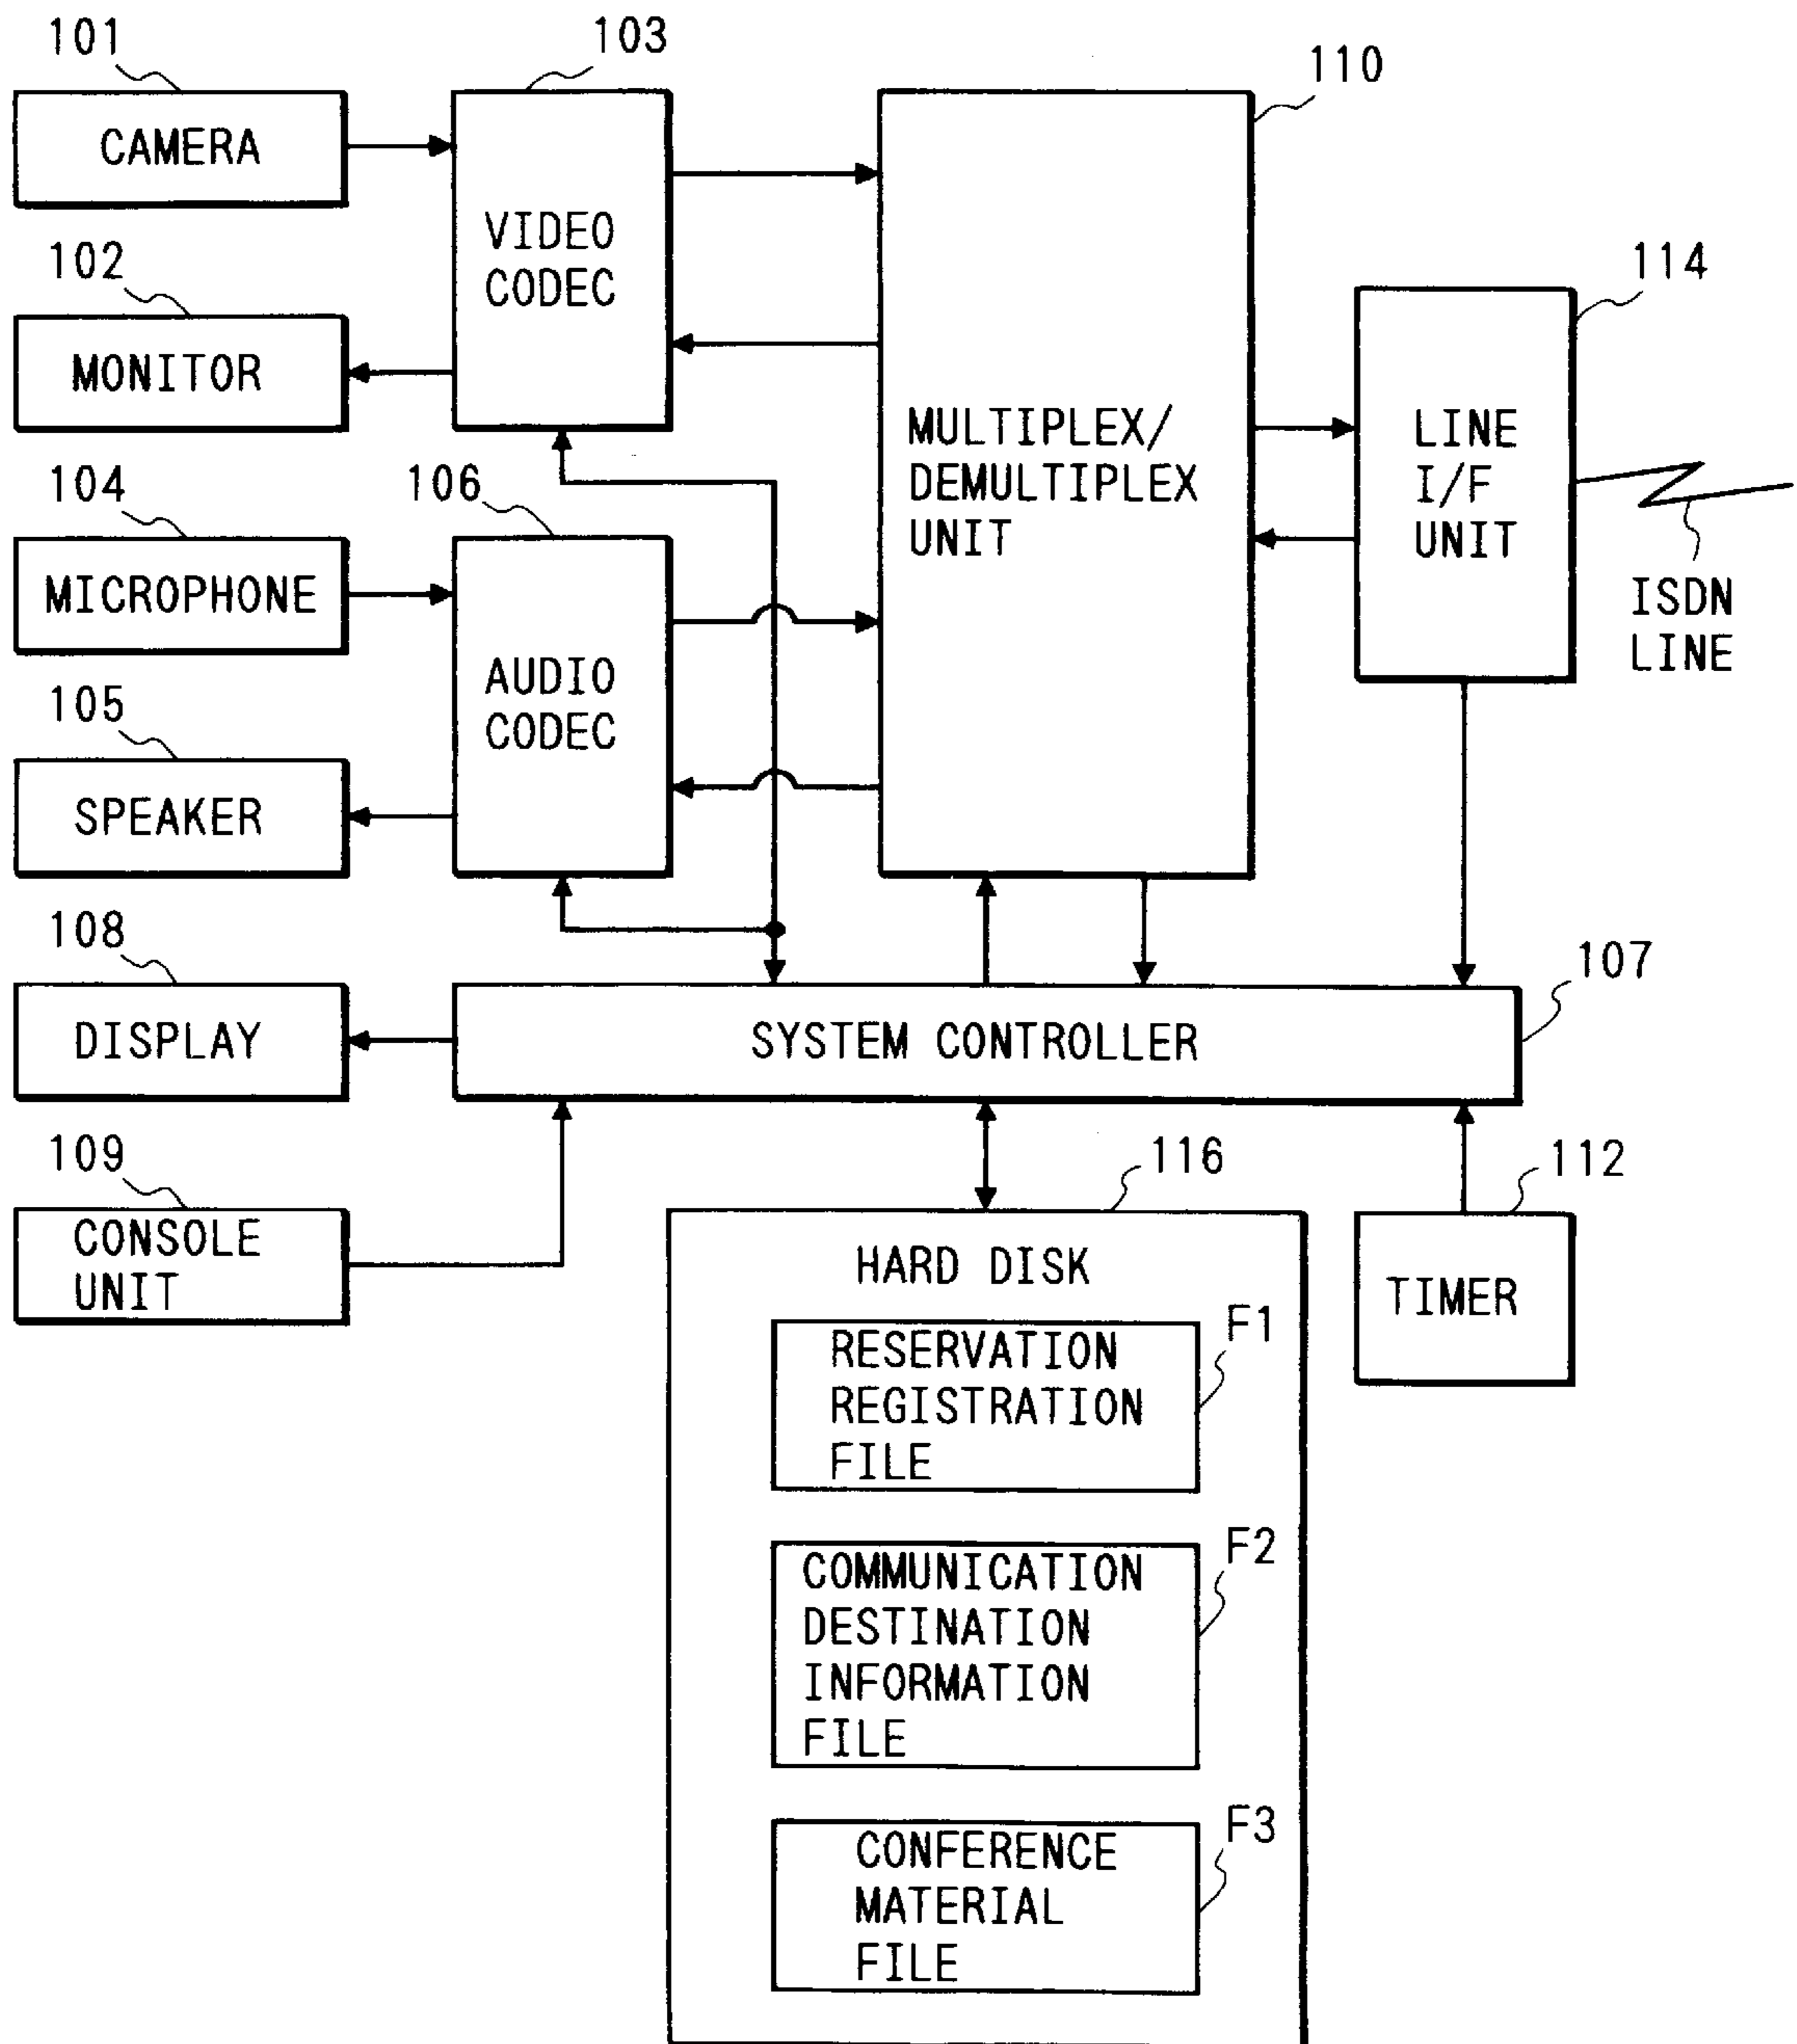 101
103
110
CAMERA
VIDEO
CODEC
102
114
MONITOR
MULTIPLEX/
DEMULTIPLEX
UNIT
LINE
I/F
UNIT
104
106
MICROPHONE
ISDN
LINE
AUDIO
CODEC
105
SPEAKER
108
107
DISPLAY
SYSTEM CONTROLLER
109
116
112
CONSOLE
UNIT
HARD DISK
TIMER
F1
RESERVATION
REGISTRATION
FILE
F2
COMMUNICATION
DESTINATION
INFORMATION
FILE
F3
CONFERENCE
MATERIAL
FILE